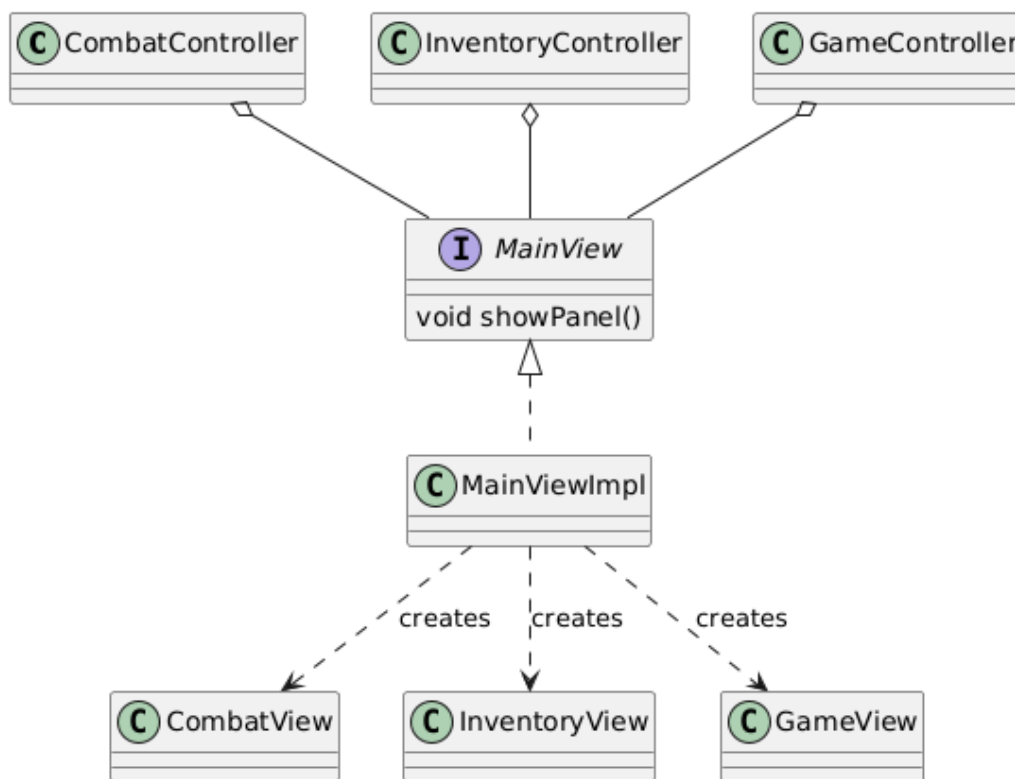 C CombatController
C InventoryController
C GameController
I MainView
void showPanel()
C MainViewImpl
creates
creates
creates
C CombatView
C InventoryView
C GameView